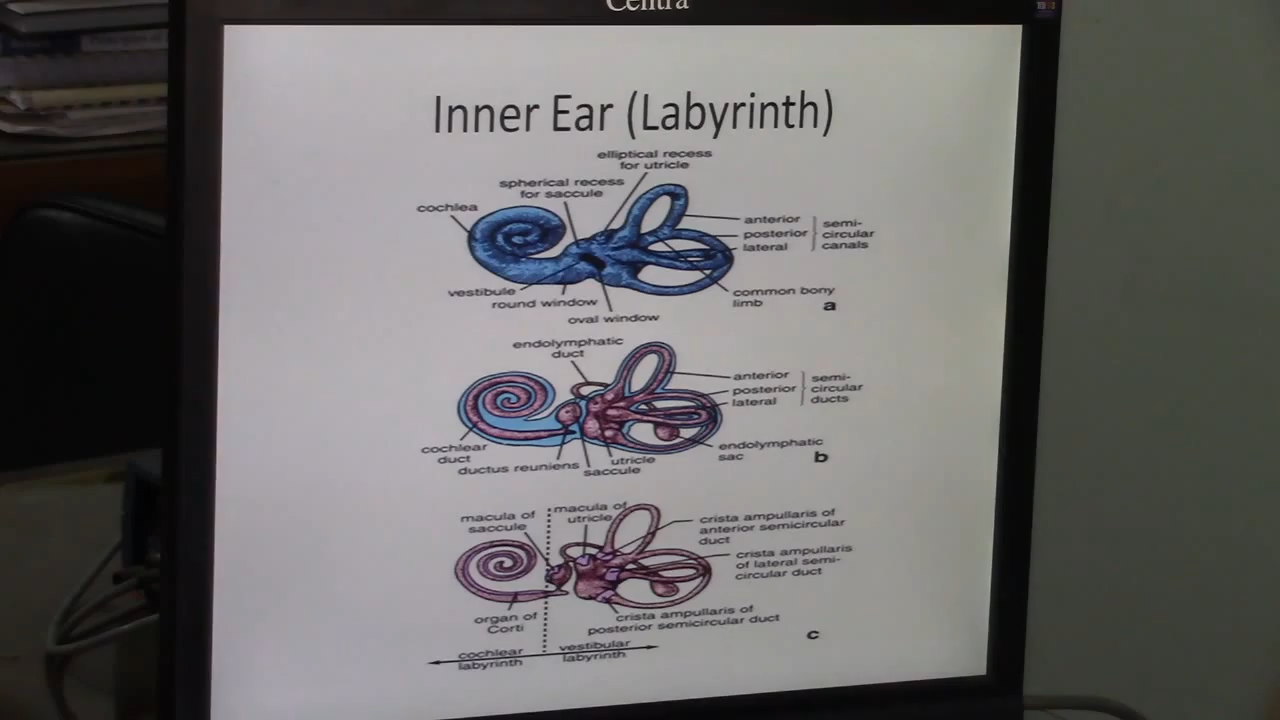 Centra
Inner Ear (Labyrinth)
elliptical recess
for utricle
spherical recess
for saccule
cochlea
anterior
posterior
lateral
semi-
circular
canals
vestibule
round window
oval window
common bony
limb
a
endolymphatic
duct
anterior
posterior
lateral
semi-
circular
ducts
cochlear
duct
ductus reuniens
saccule
utricle
endolymphatic
sac
b
macula of
saccule
macula of
utricle
crista ampullaris of
anterior semicircular
duct
crista ampullaris
of lateral semi-
circular duct
organ of
Corti
crista ampullaris of
posterior semicircular duct
c
cochlear
labyrinth
vestibular
labyrinth